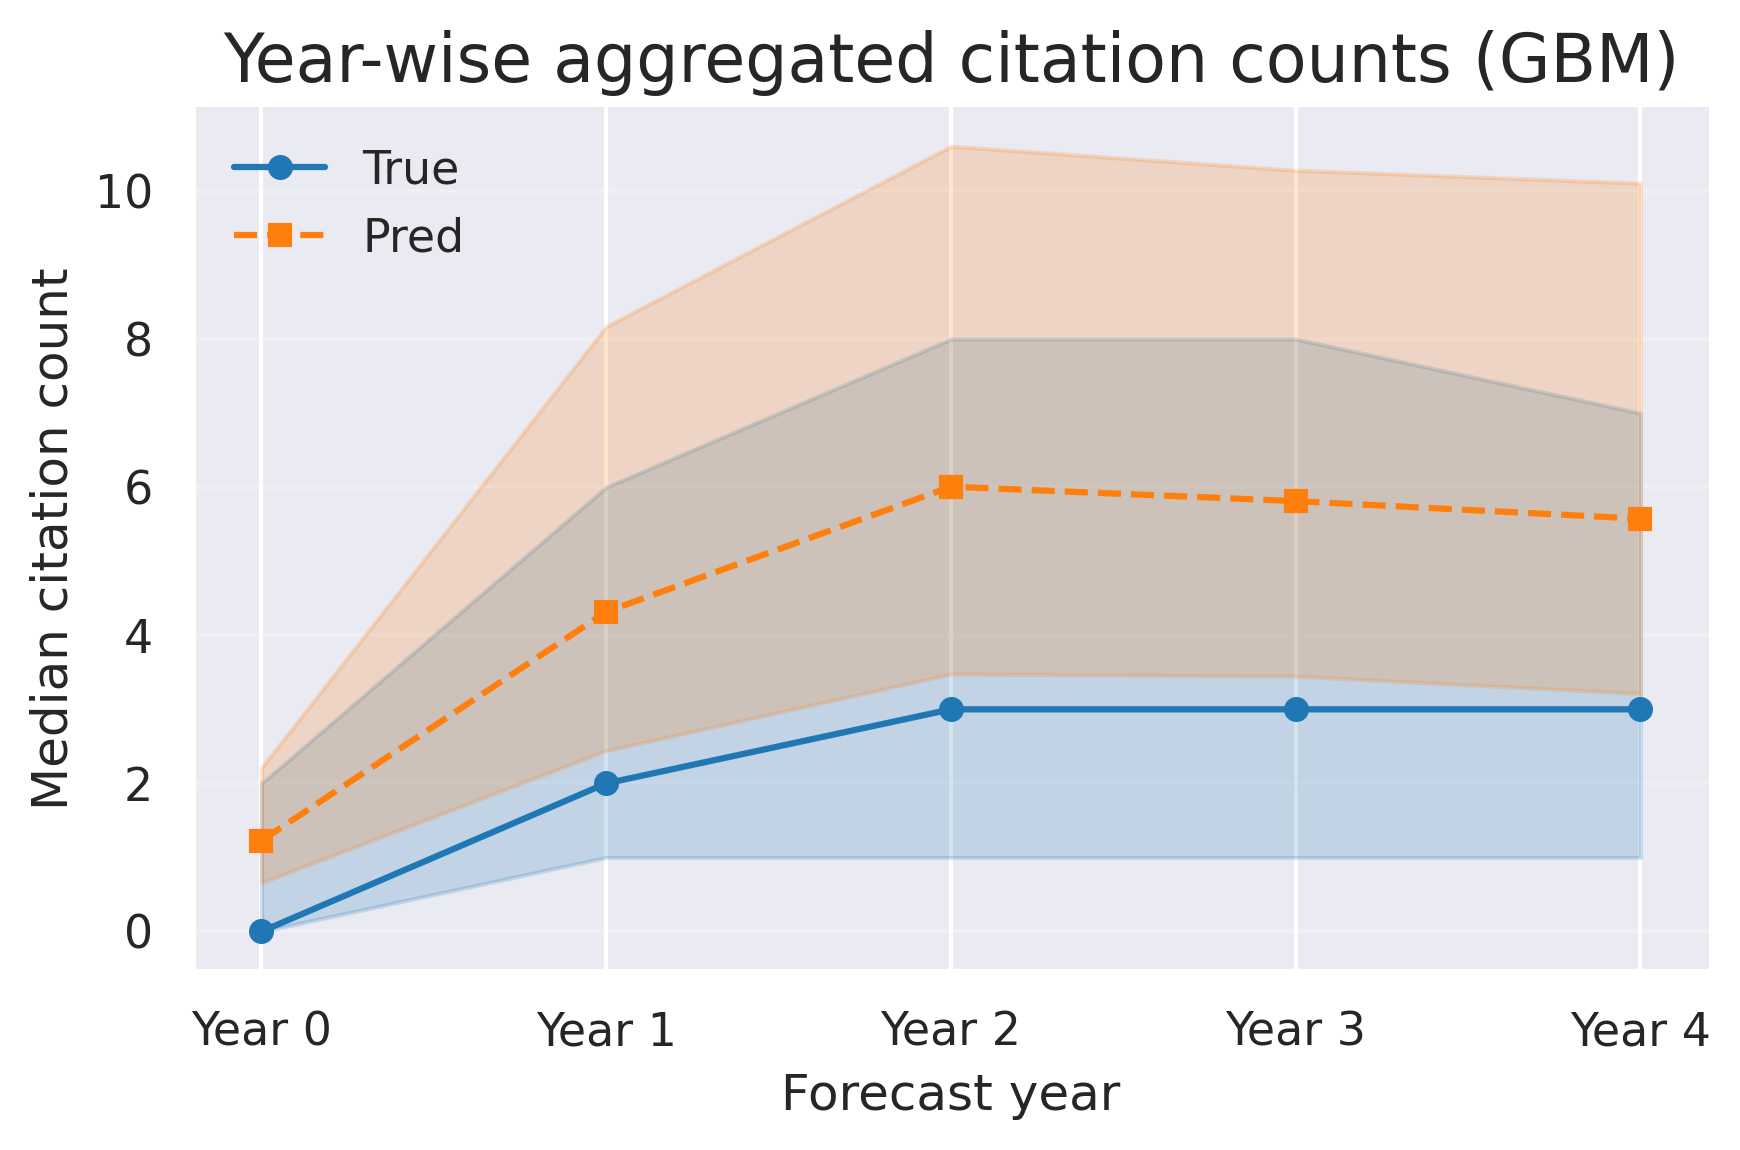 Year-wise aggregated citation counts (GBM)
True
Pred
10
8
6
4
2
0
Median citation count
Year 0
Year 1
Year 2
Year 3
Year 4
Forecast year